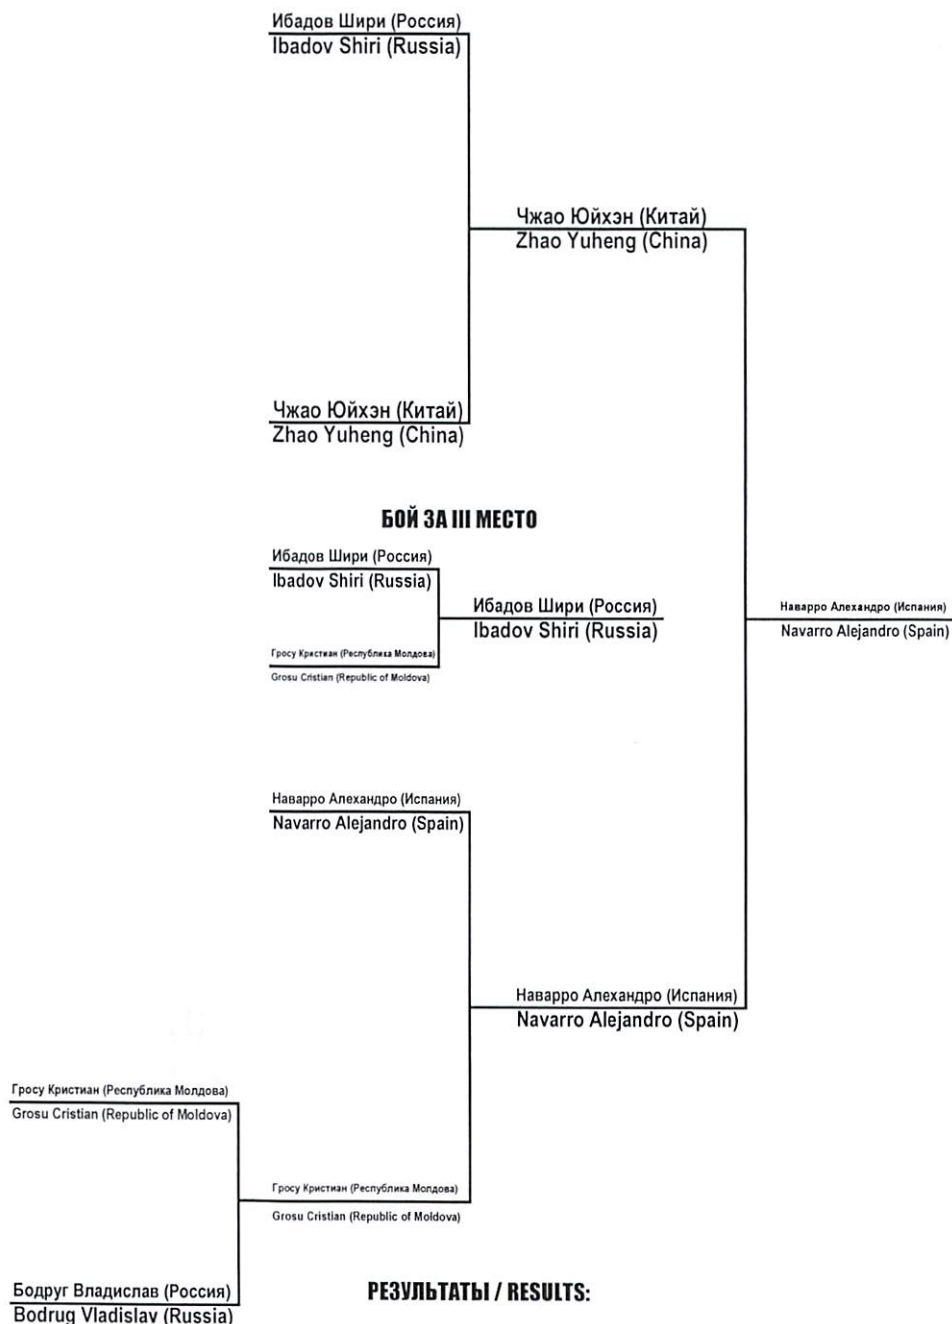 Ибадов Шири (Россия)
Ibadov Shiri (Russia)
Чжао Юйхэн (Китай)
Zhao Yuheng (China)
Чжао Юйхэн (Китай)
Zhao Yuheng (China)
БОЙ ЗА III МЕСТО
Ибадов Шири (Россия)
Ibadov Shiri (Russia)
Ибадов Шири (Россия)
Ibadov Shiri (Russia)
Наварро Алехандро (Испания)
Navarro Alejandro (Spain)
Гросу Кристиан (Республика Молдова)
Grosu Cristian (Republic of Moldova)
Наварро Алехандро (Испания)
Navarro Alejandro (Spain)
Наварро Алехандро (Испания)
Navarro Alejandro (Spain)
Гросу Кристиан (Республика Молдова)
Grosu Cristian (Republic of Moldova)
Гросу Кристиан (Республика Молдова)
Grosu Cristian (Republic of Moldova)
Бодруг Владислав (Россия)
Bodrug Vladislav (Russia)
РЕЗУЛЬТАТЫ / RESULTS: